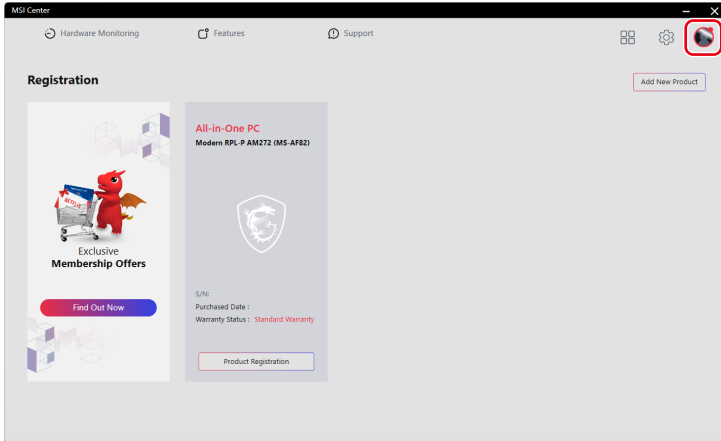 MSI Center
Hardware Monitoring
Features
Support
Registration
Add New Product
All-in-One PC
Modern RPL-P AM272 (MS-AF82)
NETFLIX
Exclusive
Membership Offers
Find Out Now
S/N:
Purchased Date :
Warranty Status : Standard Warranty
Product Registration